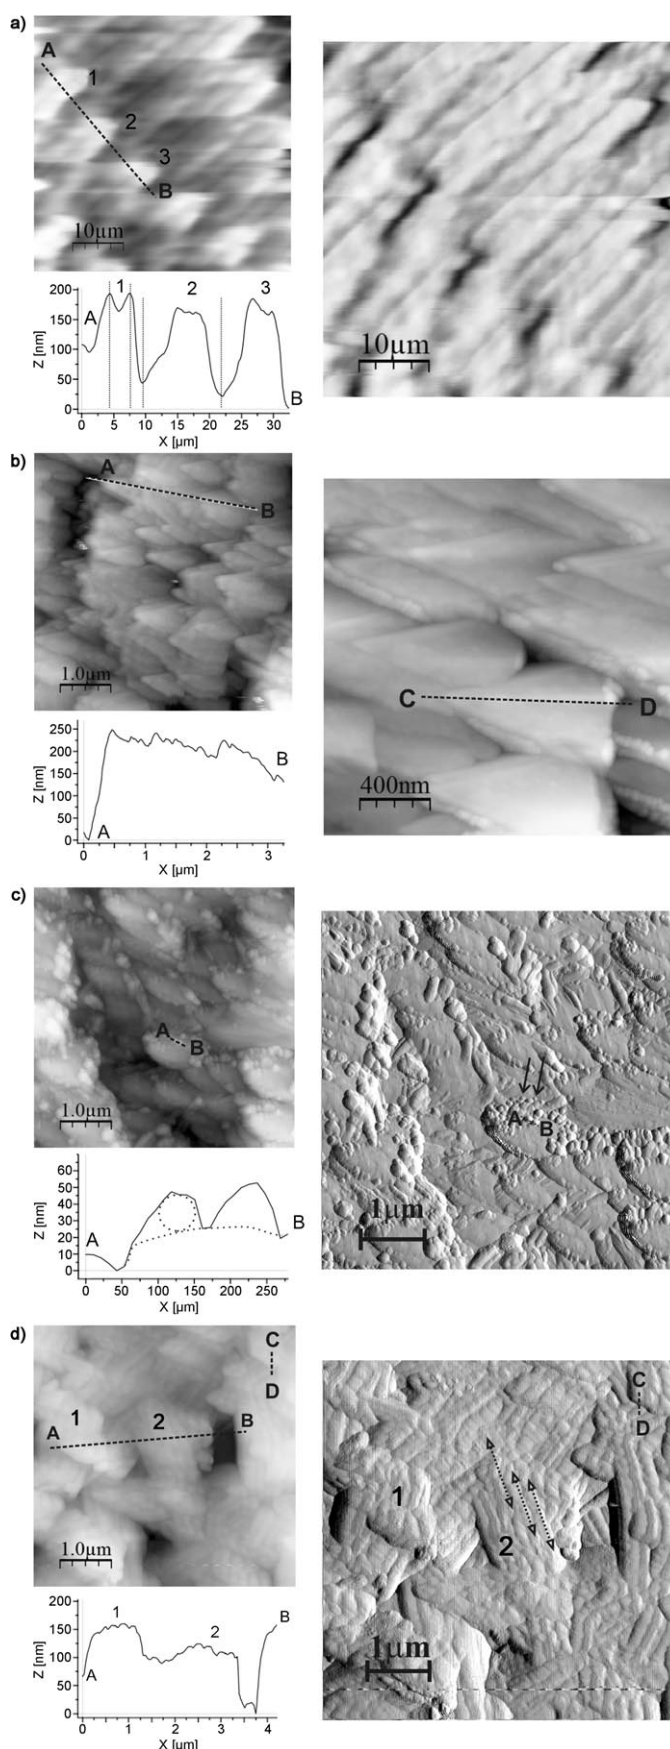 a)
A
1
2
3
B
10µm
10µm
200
150
100
50
0
Z [nm]
A
1
2
3
B
0 5 10 15 20 25 30
X [µm]
b)
A
B
1.0µm
C
D
400nm
250
200
150
100
50
0
Z [nm]
A
B
0 1 2 3
X [µm]
c)
A
B
1.0µm
A
B
1µm
60
50
40
30
20
10
0
Z [nm]
A
B
0 50 100 150 200 250
X [µm]
d)
C
D
1
2
A
B
1.0µm
C
D
1
2
1µm
200
150
100
50
0
Z [nm]
A
1
2
B
0 1 2 3 4
X [µm]